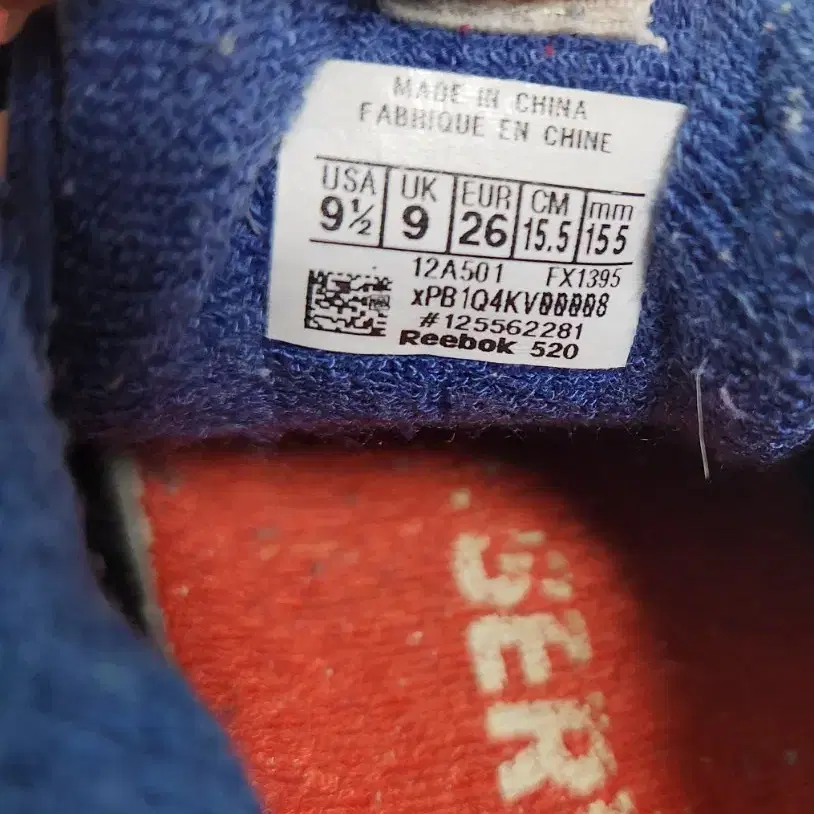 MADE IN CHINA
FABRIQUE EN CHINE
USA UK EUR CM mm
9½ 9 26 15.5 155
12A501 FX1395
xPB1Q4KV000008
#125562281
Reebok 520
SER